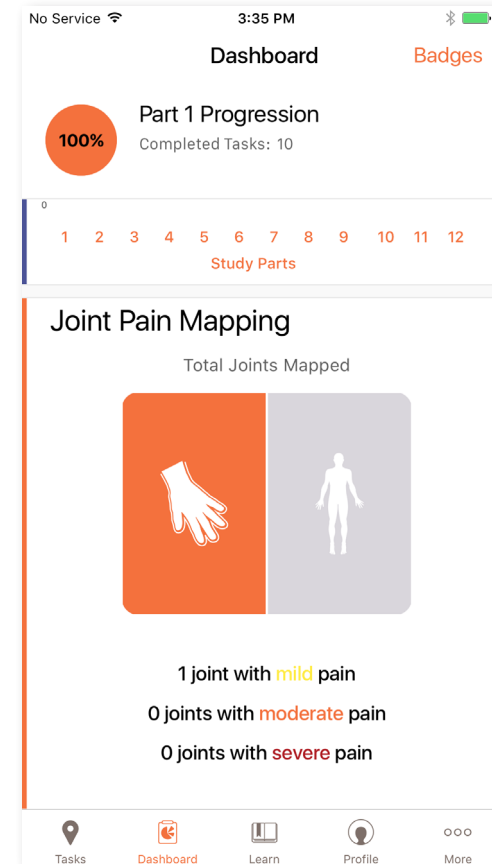 No Service 3:35 PM
Dashboard Badges
Part 1 Progression
100%
Completed Tasks: 10
0
1 2 3 4 5 6 7 8 9 10 11 12
Study Parts
Joint Pain Mapping
Total Joints Mapped
1 joint with mild pain
0 joints with moderate pain
0 joints with severe pain
Tasks Dashboard Learn Profile More